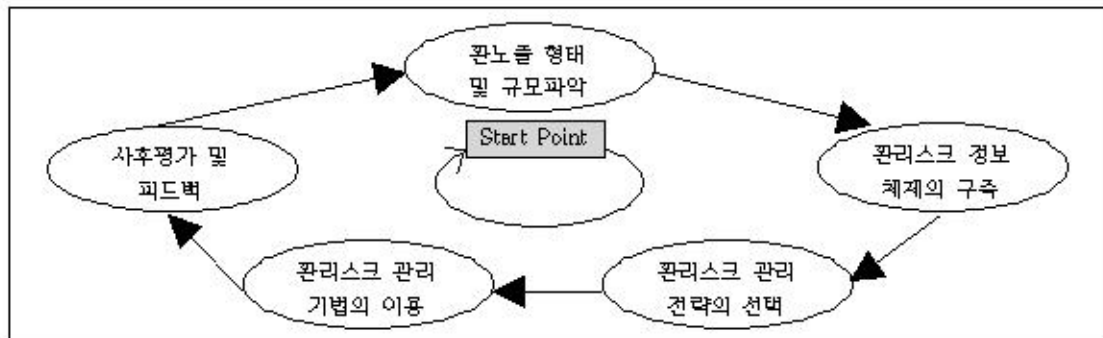 환노출 형태
및 규모파악
Start Point
환리스크 정보
체제의 구축
환리스크 관리
전략의 선택
환리스크 관리
기법의 이용
사후평가 및
피드백